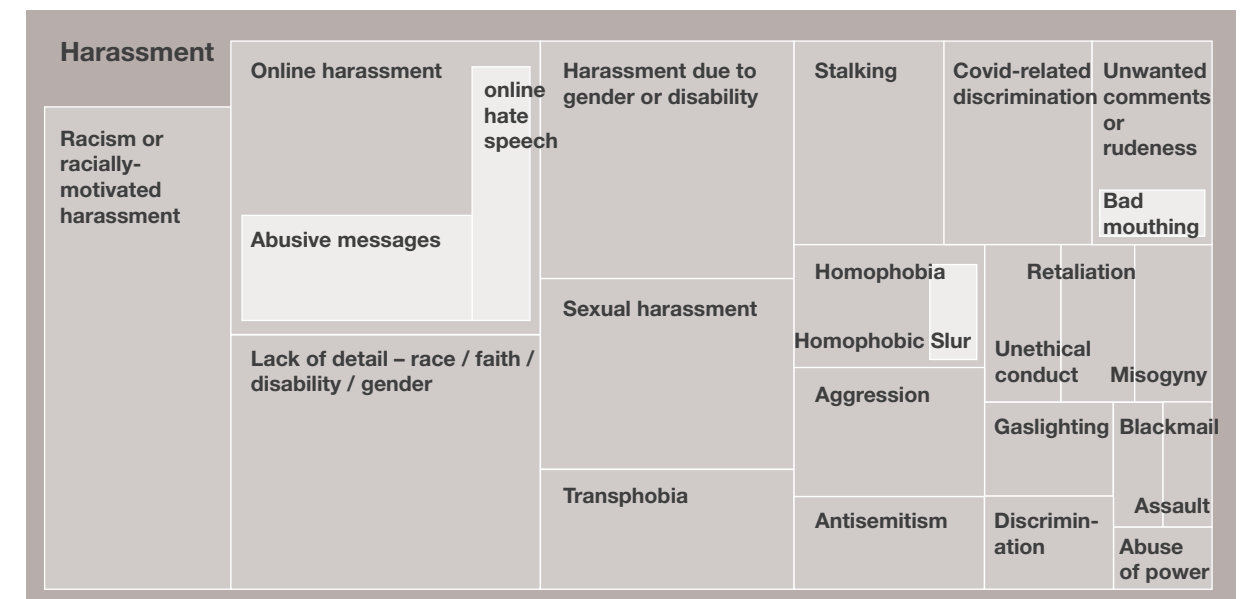 Harassment
Racism or
racially-
motivated
harassment
Online harassment
online
hate
speech
Abusive messages
Lack of detail – race / faith /
disability / gender
Harassment due to
gender or disability
Sexual harassment
Transphobia
Stalking
Covid-related
discrimination
Unwanted
comments
or
rudeness
Bad
mouthing
Homophobia
Homophobic Slur
Aggression
Antisemitism
Retaliation
Unethical
conduct
Misogyny
Gaslighting
Blackmail
Assault
Discrimin-
ation
Abuse
of power